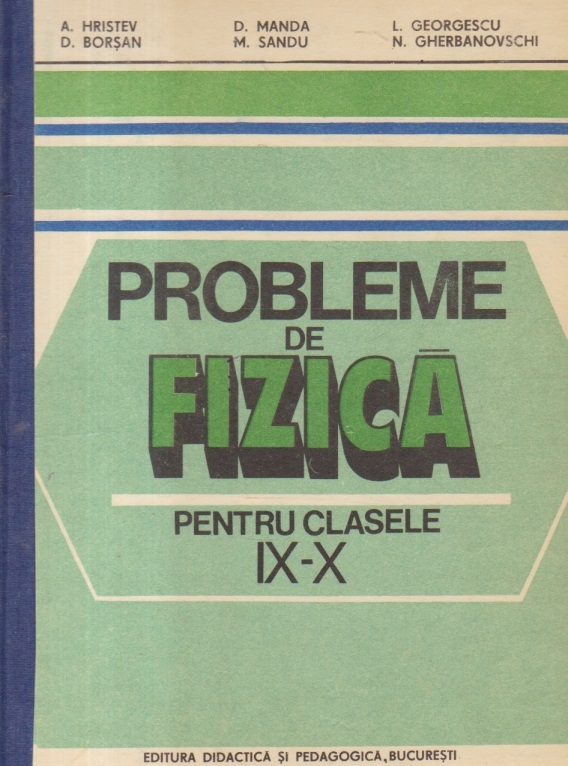 A. HRISTEV D. MANDA L. GEORGESCU
D. BORŞAN M. SANDU N. GHERBANOVSCHI
PROBLEME
DE
FIZICĂ
PENTRU CLASELE
IX-X
EDITURA DIDACTICĂ ŞI PEDAGOGICĂ, BUCUREŞTI